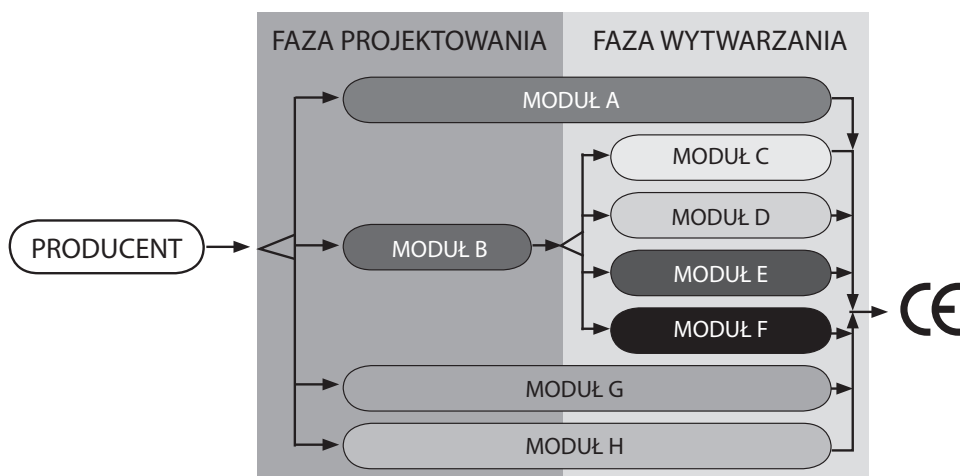 FAZA PROJEKTOWANIA
FAZA WYTWARZANIA
MODUŁ A
MODUŁ C
MODUŁ D
PRODUCENT
MODUŁ B
MODUŁ E
CE
MODUŁ F
MODUŁ G
MODUŁ H